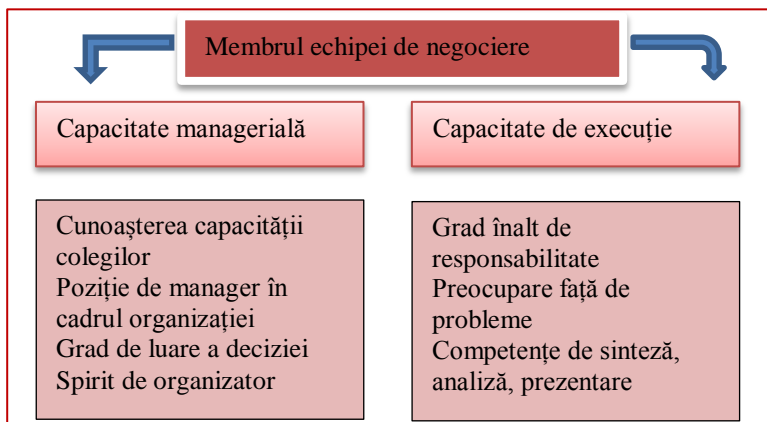 Membrul echipei de negociere
Capacitate managerială
Capacitate de execuție
Cunoașterea capacității
colegilor
Poziție de manager în
cadrul organizației
Grad de luare a deciziei
Spirit de organizator
Grad înalt de
responsabilitate
Preocupare față de
probleme
Competențe de sinteză,
analiză, prezentare